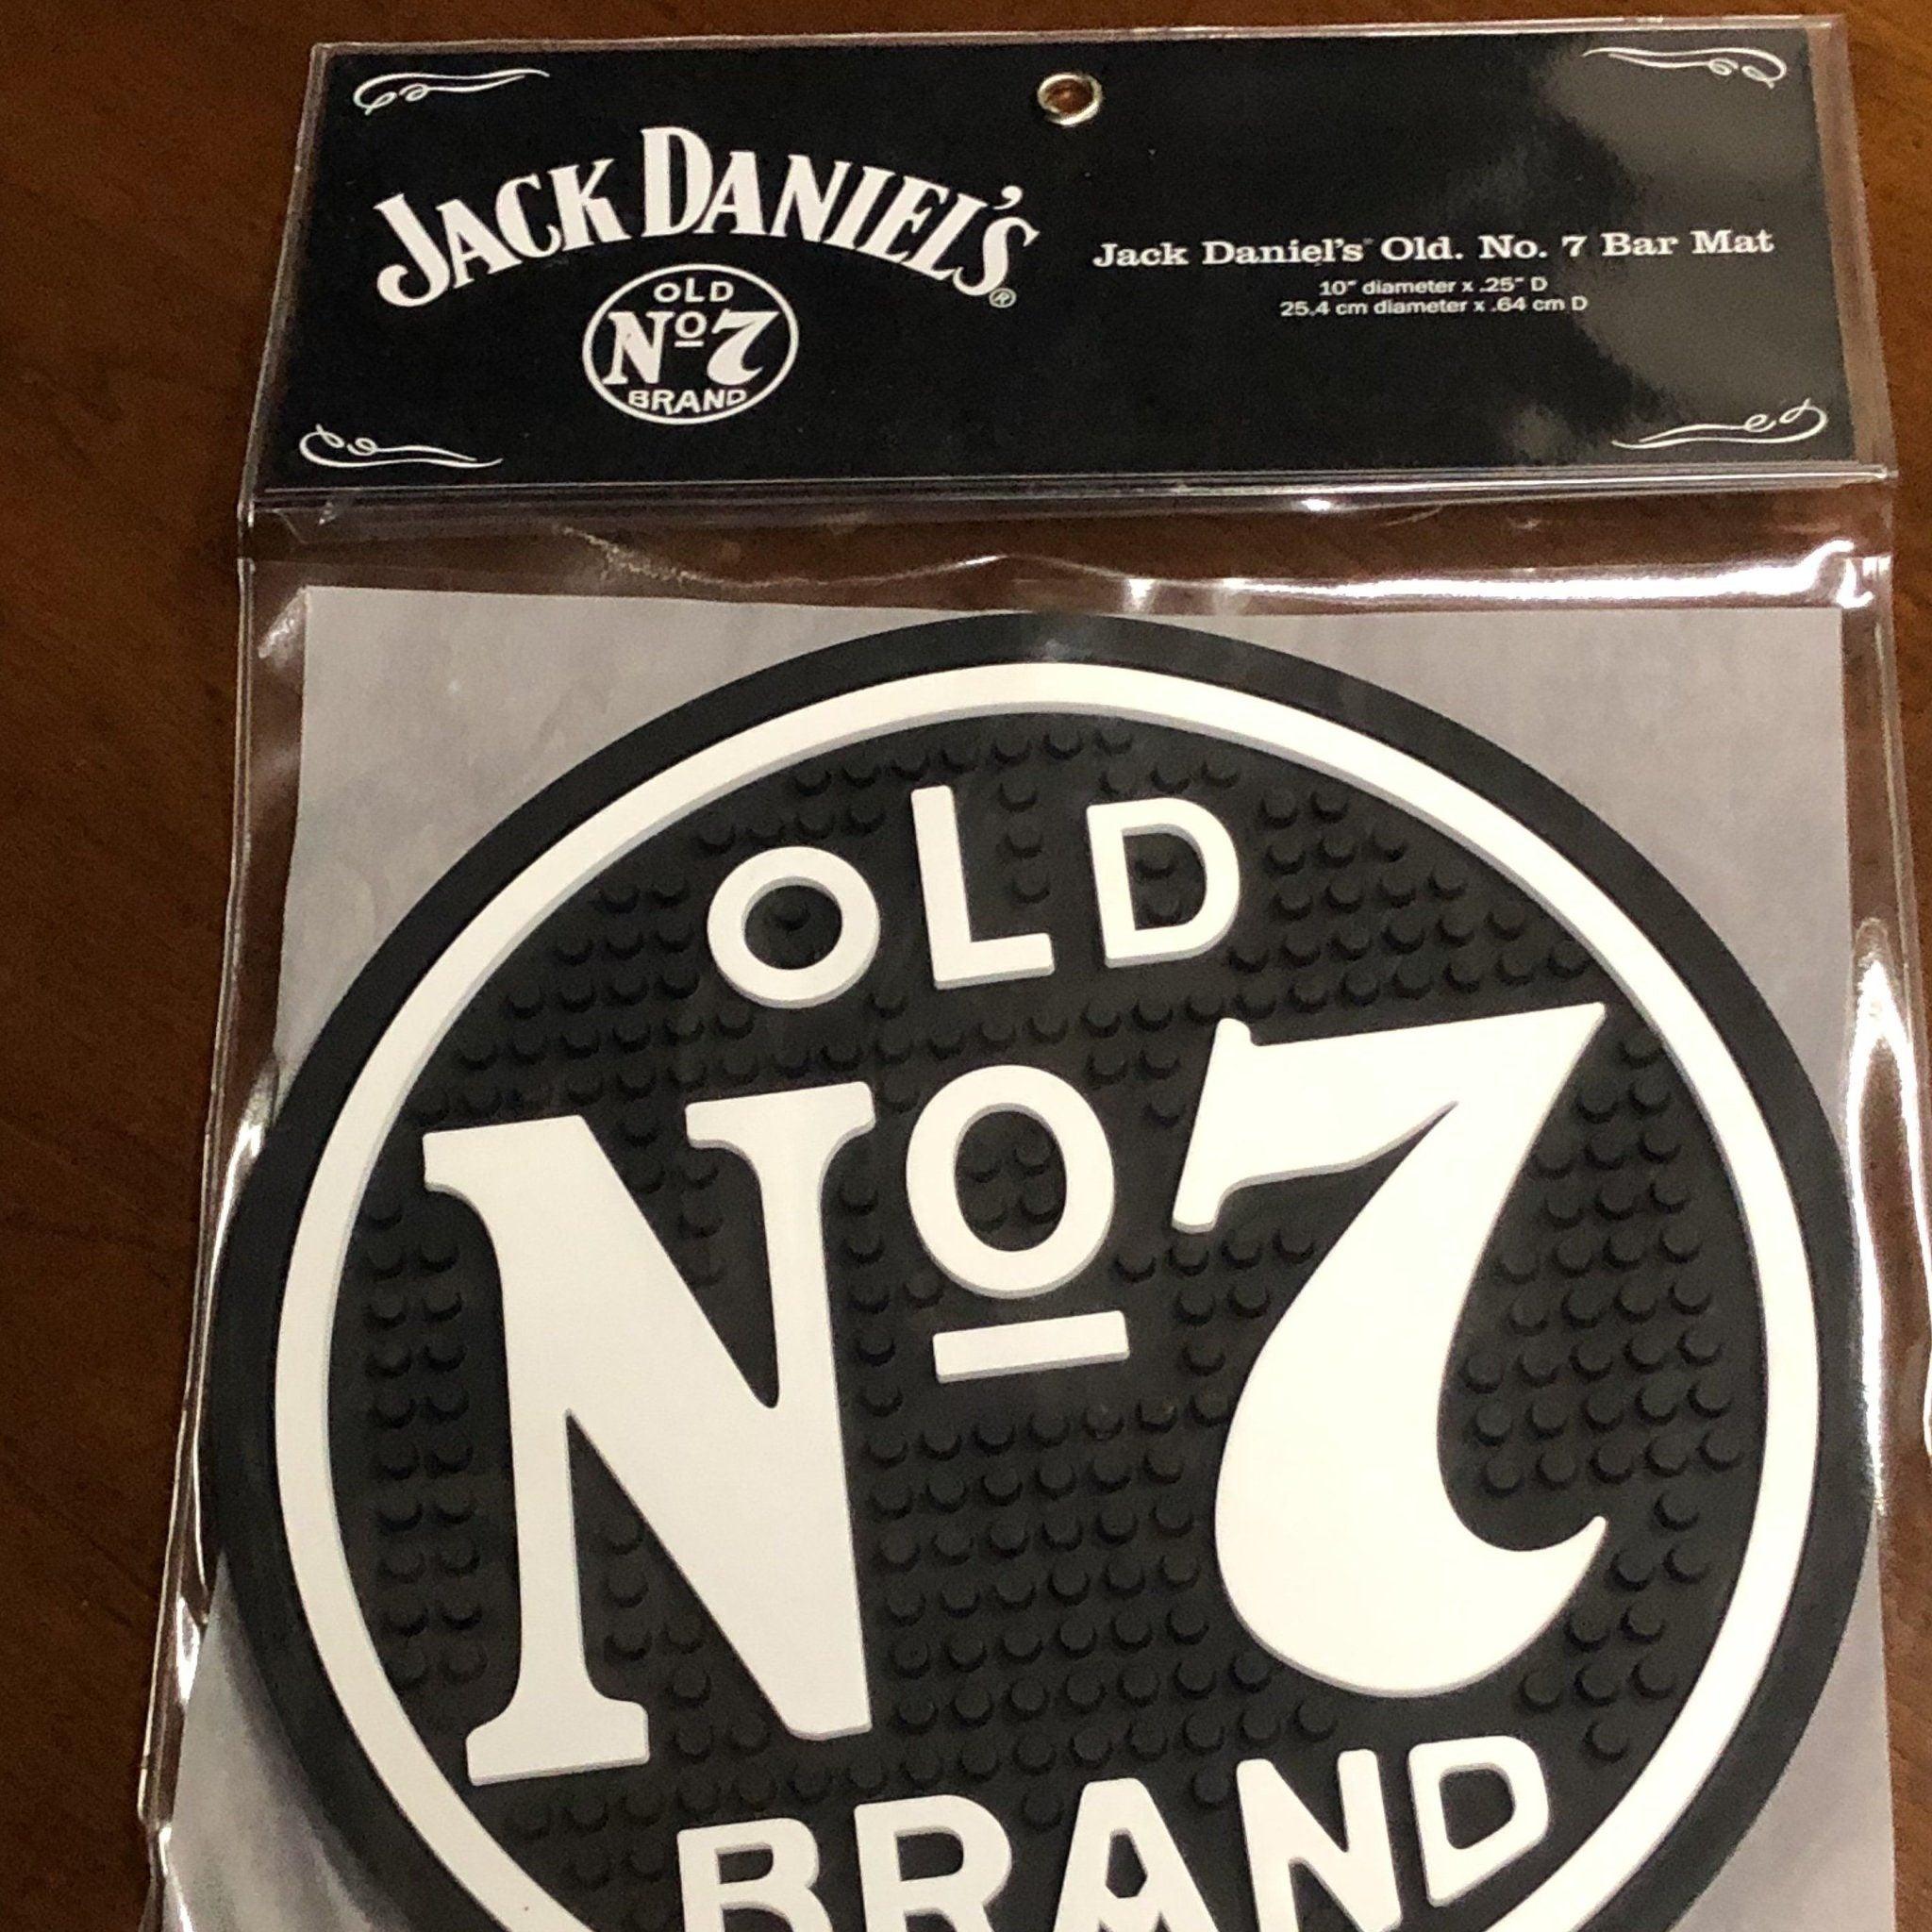 JACK DANIEL'S®
OLD
Nº7
BRAND
Jack Daniel's™ Old. No. 7 Bar Mat
10" diameter x .25" D
25.4 cm diameter x .64 cm D
OLD
Nº7
BRAND